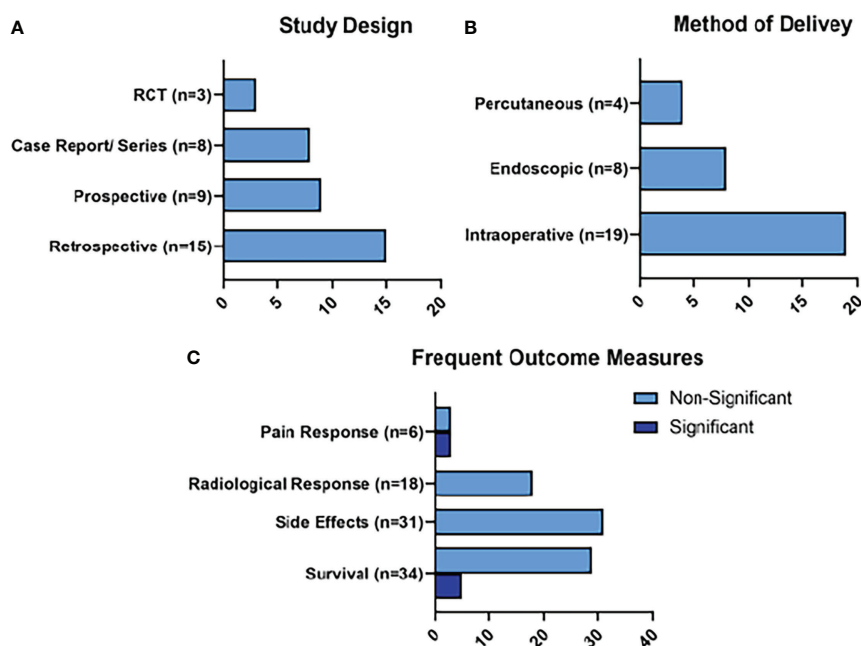 A
Study Design
RCT (n=3)
Case Report/ Series (n=8)
Prospective (n=9)
Retrospective (n=15)
0 5 10 15 20
B
Method of Delivey
Percutaneous (n=4)
Endoscopic (n=8)
Intraoperative (n=19)
0 5 10 15 20
C
Frequent Outcome Measures
Non-Significant
Significant
Pain Response (n=6)
Radiological Response (n=18)
Side Effects (n=31)
Survival (n=34)
0 10 20 30 40